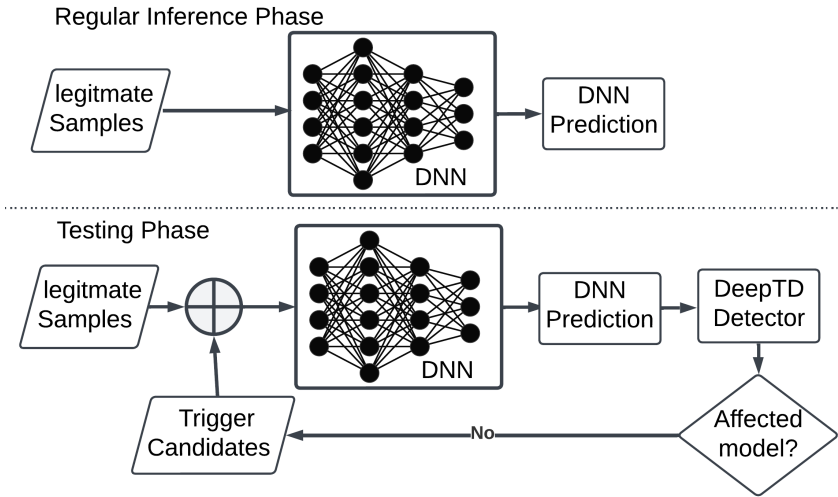 Regular Inference Phase
legitmate
Samples
DNN
DNN
Prediction
Testing Phase
legitmate
Samples
DNN
DNN
Prediction
DeepTD
Detector
Trigger
Candidates
No
Affected
model?